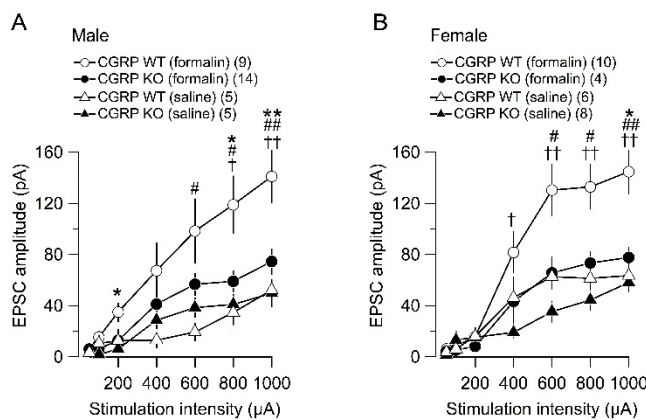 A
Male
CGRP WT (formalin) (9)
CGRP KO (formalin) (14)
CGRP WT (saline) (5)
CGRP KO (saline) (5)
EPSC amplitude (pA)
160
120
80
40
0
*
#
*
#
†
**
##
††
200 400 600 800 1000
Stimulation intensity (µA)
B
Female
CGRP WT (formalin) (10)
CGRP KO (formalin) (4)
CGRP WT (saline) (6)
CGRP KO (saline) (8)
EPSC amplitude (pA)
160
120
80
40
0
†
#
††
#
††
*
##
††
200 400 600 800 1000
Stimulation intensity (µA)